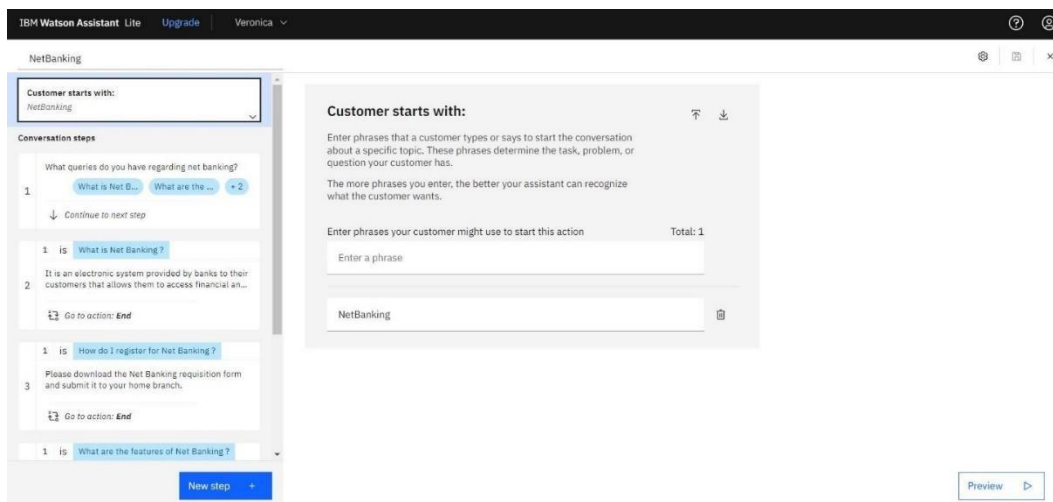 IBM Watson Assistant Lite Upgrade Veronica
NetBanking
Customer starts with:
NetBanking
Conversation steps
1
What queries do you have regarding net banking?
What is Net B... What are the ... + 2
Continue to next step
1 is What is Net Banking ?
2
It is an electronic system provided by banks to their
customers that allows them to access financial an...
Go to action: End
1 is How do I register for Net Banking ?
3
Please download the Net Banking requisition form
and submit it to your home branch.
Go to action: End
1 is What are the features of Net Banking ?
New step +
Customer starts with:
Enter phrases that a customer types or says to start the conversation
about a specific topic. These phrases determine the task, problem, or
question your customer has.
The more phrases you enter, the better your assistant can recognize
what the customer wants.
Enter phrases your customer might use to start this action Total: 1
Enter a phrase
NetBanking
Preview